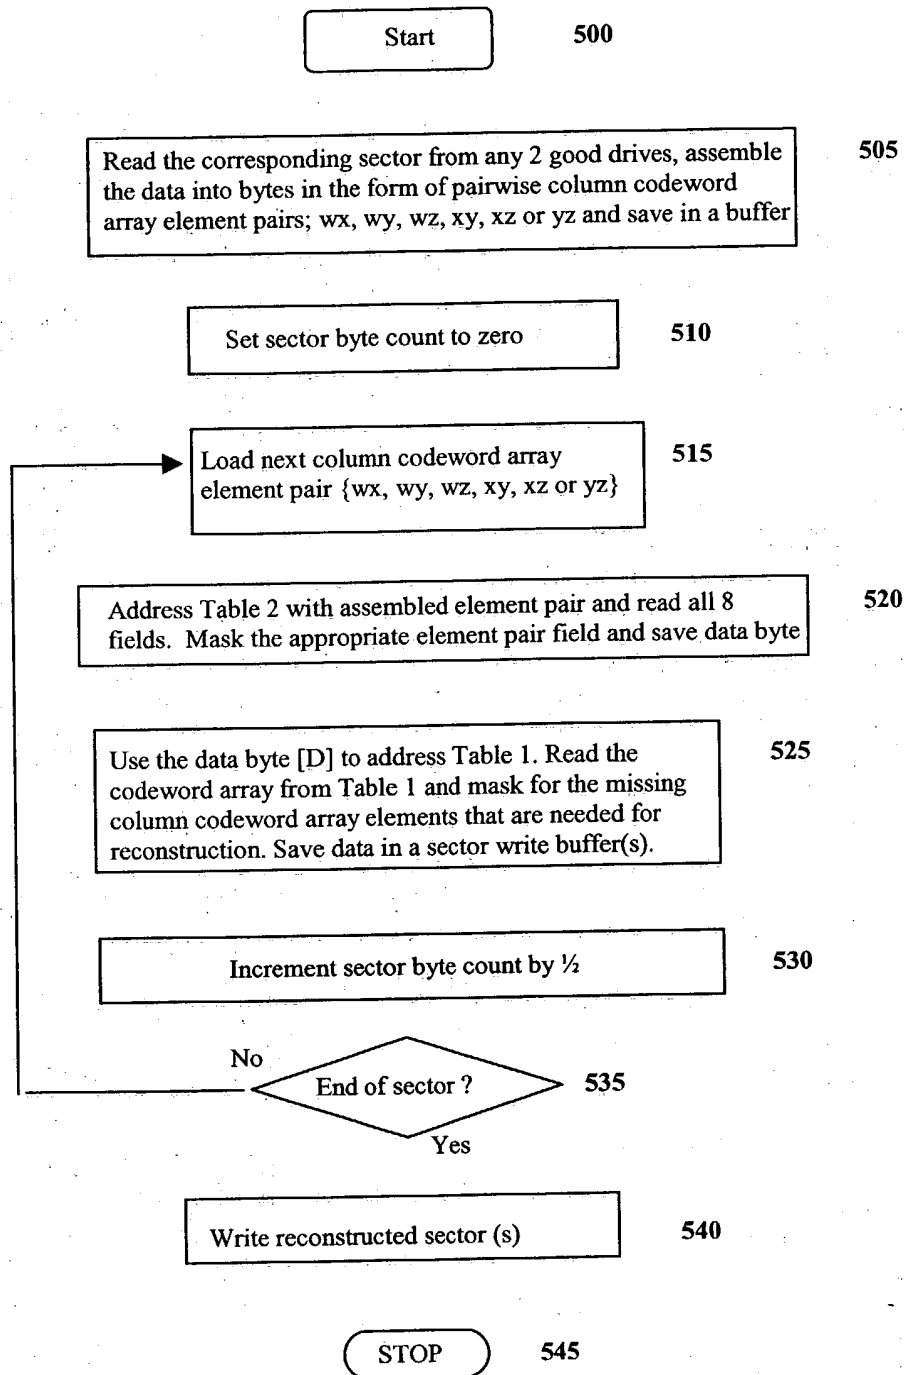 Start 500
Read the corresponding sector from any 2 good drives, assemble 505
the data into bytes in the form of pairwise column codeword
array element pairs; wx, wy, wz, xy, xz or yz and save in a buffer
Set sector byte count to zero 510
Load next column codeword array 515
element pair {wx, wy, wz, xy, xz or yz}
Address Table 2 with assembled element pair and read all 8 520
fields. Mask the appropriate element pair field and save data byte
Use the data byte [D] to address Table 1. Read the 525
codeword array from Table 1 and mask for the missing
column codeword array elements that are needed for
reconstruction. Save data in a sector write buffer(s).
Increment sector byte count by ½ 530
No
End of sector ? 535
Yes
Write reconstructed sector (s) 540
STOP 545